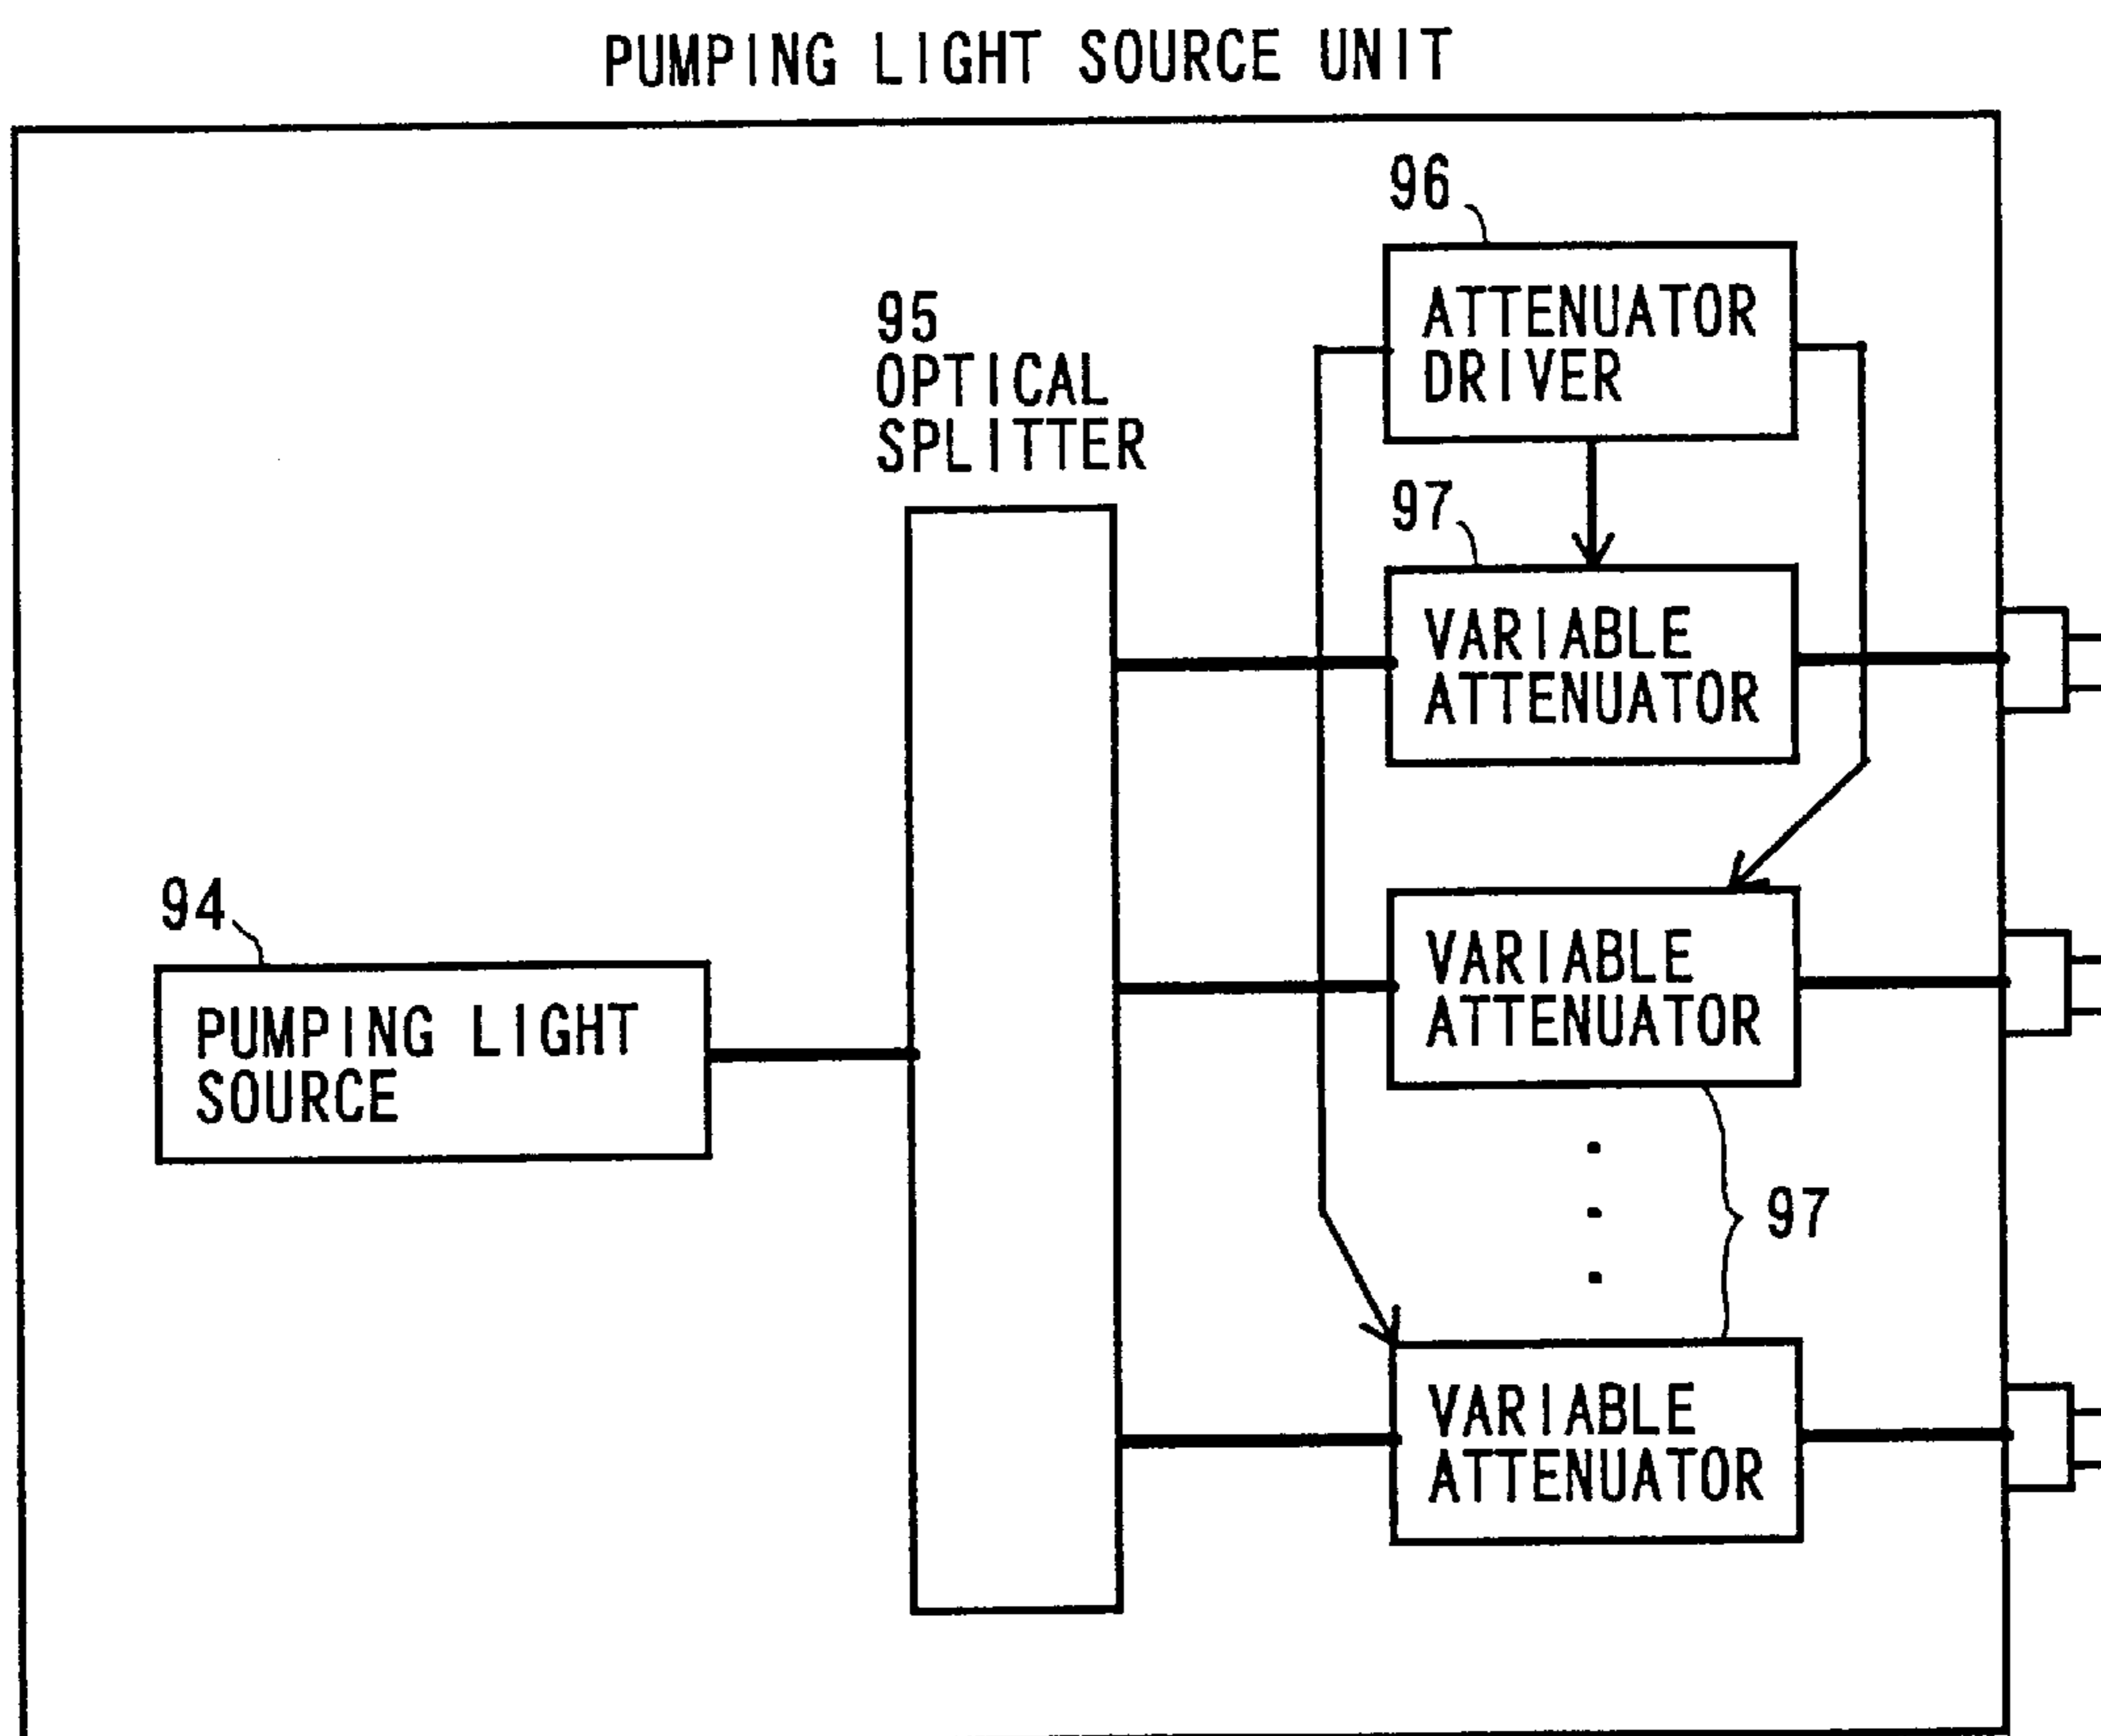 PUMPING LIGHT SOURCE UNIT
96
ATTENUATOR
DRIVER
95
OPTICAL
SPLITTER
97
VARIABLE
ATTENUATOR
94
PUMPING LIGHT
SOURCE
VARIABLE
ATTENUATOR
97
VARIABLE
ATTENUATOR